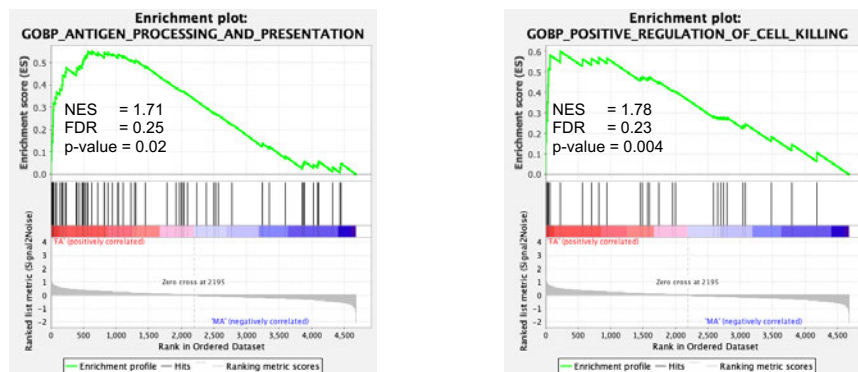 Enrichment plot:
GOBP_ANTIGEN_PROCESSING_AND_PRESENTATION
Enrichment score (ES)
0.5
0.4
0.3
0.2
0.1
0.0
NES = 1.71
FDR = 0.25
p-value = 0.02
'FA' (positively correlated)
Ranked list metric (Signal2Noise)
4
3
2
1
0
-1
-2
Zero cross at 2195
'MA' (negatively correlated)
0 500 1,000 1,500 2,000 2,500 3,000 3,500 4,000 4,500
Rank in Ordered Dataset
Enrichment profile Hits Ranking metric scores
Enrichment plot:
GOBP_POSITIVE_REGULATION_OF_CELL_KILLING
Enrichment score (ES)
0.6
0.5
0.4
0.3
0.2
0.1
0.0
NES = 1.78
FDR = 0.23
p-value = 0.004
'FA' (positively correlated)
Ranked list metric (Signal2Noise)
4
3
2
1
0
-1
-2
Zero cross at 2195
'MA' (negatively correlated)
0 500 1,000 1,500 2,000 2,500 3,000 3,500 4,000 4,500
Rank in Ordered Dataset
Enrichment profile Hits Ranking metric scores